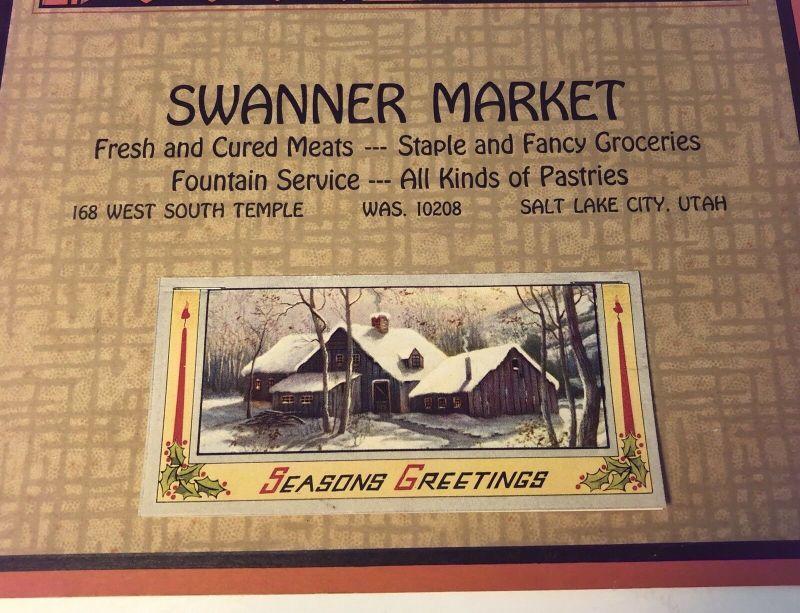 SWANNER MARKET
Fresh and Cured Meats --- Staple and Fancy Groceries
Fountain Service --- All Kinds of Pastries
168 WEST SOUTH TEMPLE WAS. 10208 SALT LAKE CITY, UTAH
SEASONS GREETINGS